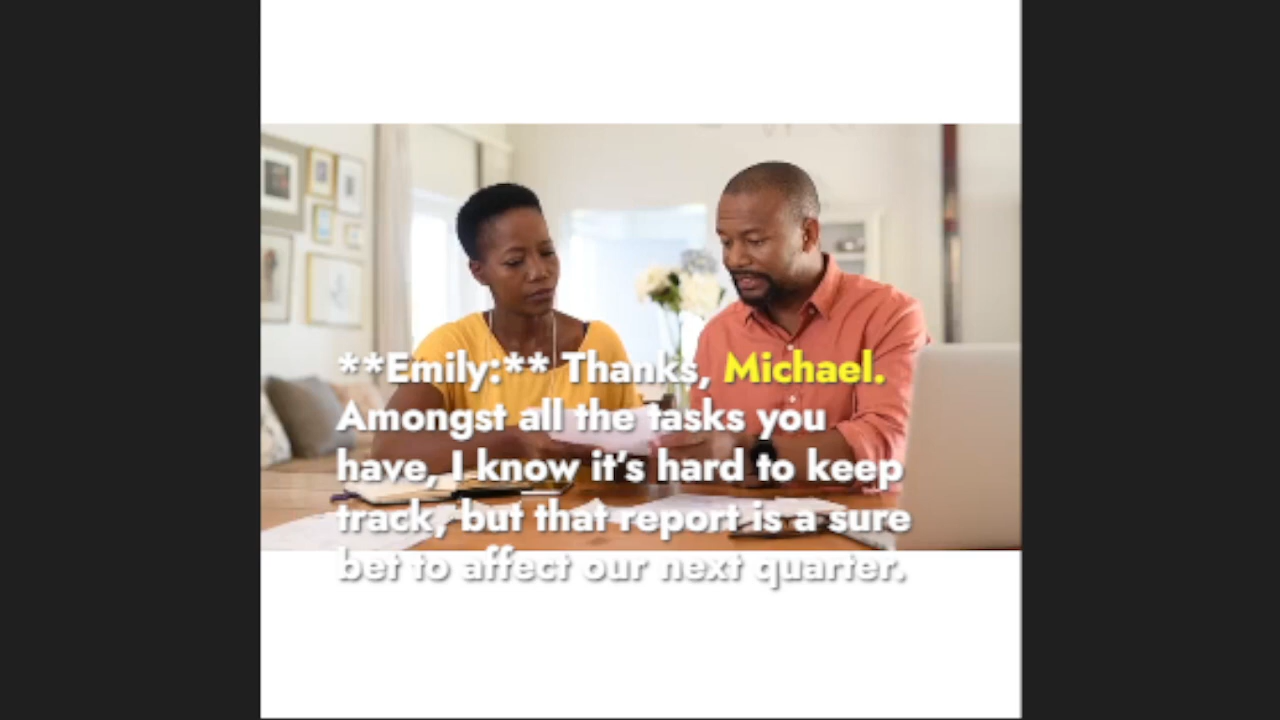 **Emily:** Thanks, Michael.
Amongst all the tasks you
have, I know it's hard to keep
track, but that report is a sure
bet to affect our next quarter.